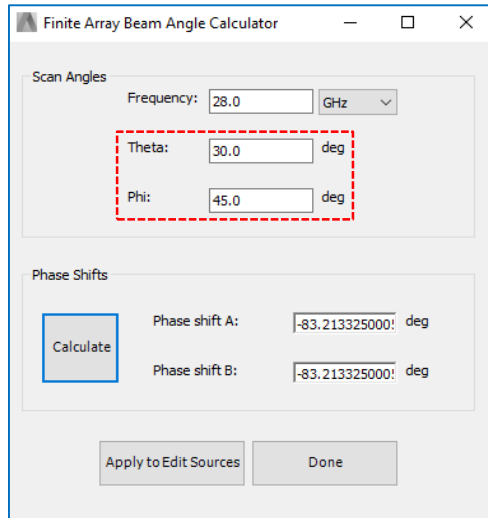 Finite Array Beam Angle Calculator
Scan Angles
Frequency: 28.0 GHz
Theta: 30.0 deg
Phi: 45.0 deg
Phase Shifts
Calculate
Phase shift A: -83.213325000! deg
Phase shift B: -83.213325000! deg
Apply to Edit Sources Done